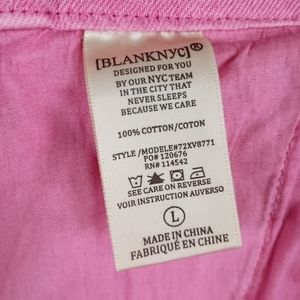 [BLANKNYC]®
DESIGNED FOR YOU
BY OUR NYC TEAM
IN THE CITY THAT
NEVER SLEEPS
BECAUSE WE CARE
100% COTTON/COTON
STYLE /MODELE#72XV8771
PO# 120676
RN# 114542
SEE CARE ON REVERSE
VOIR INSTRUCTION AUVERSO
L
MADE IN CHINA
FABRIQUÉ EN CHINE